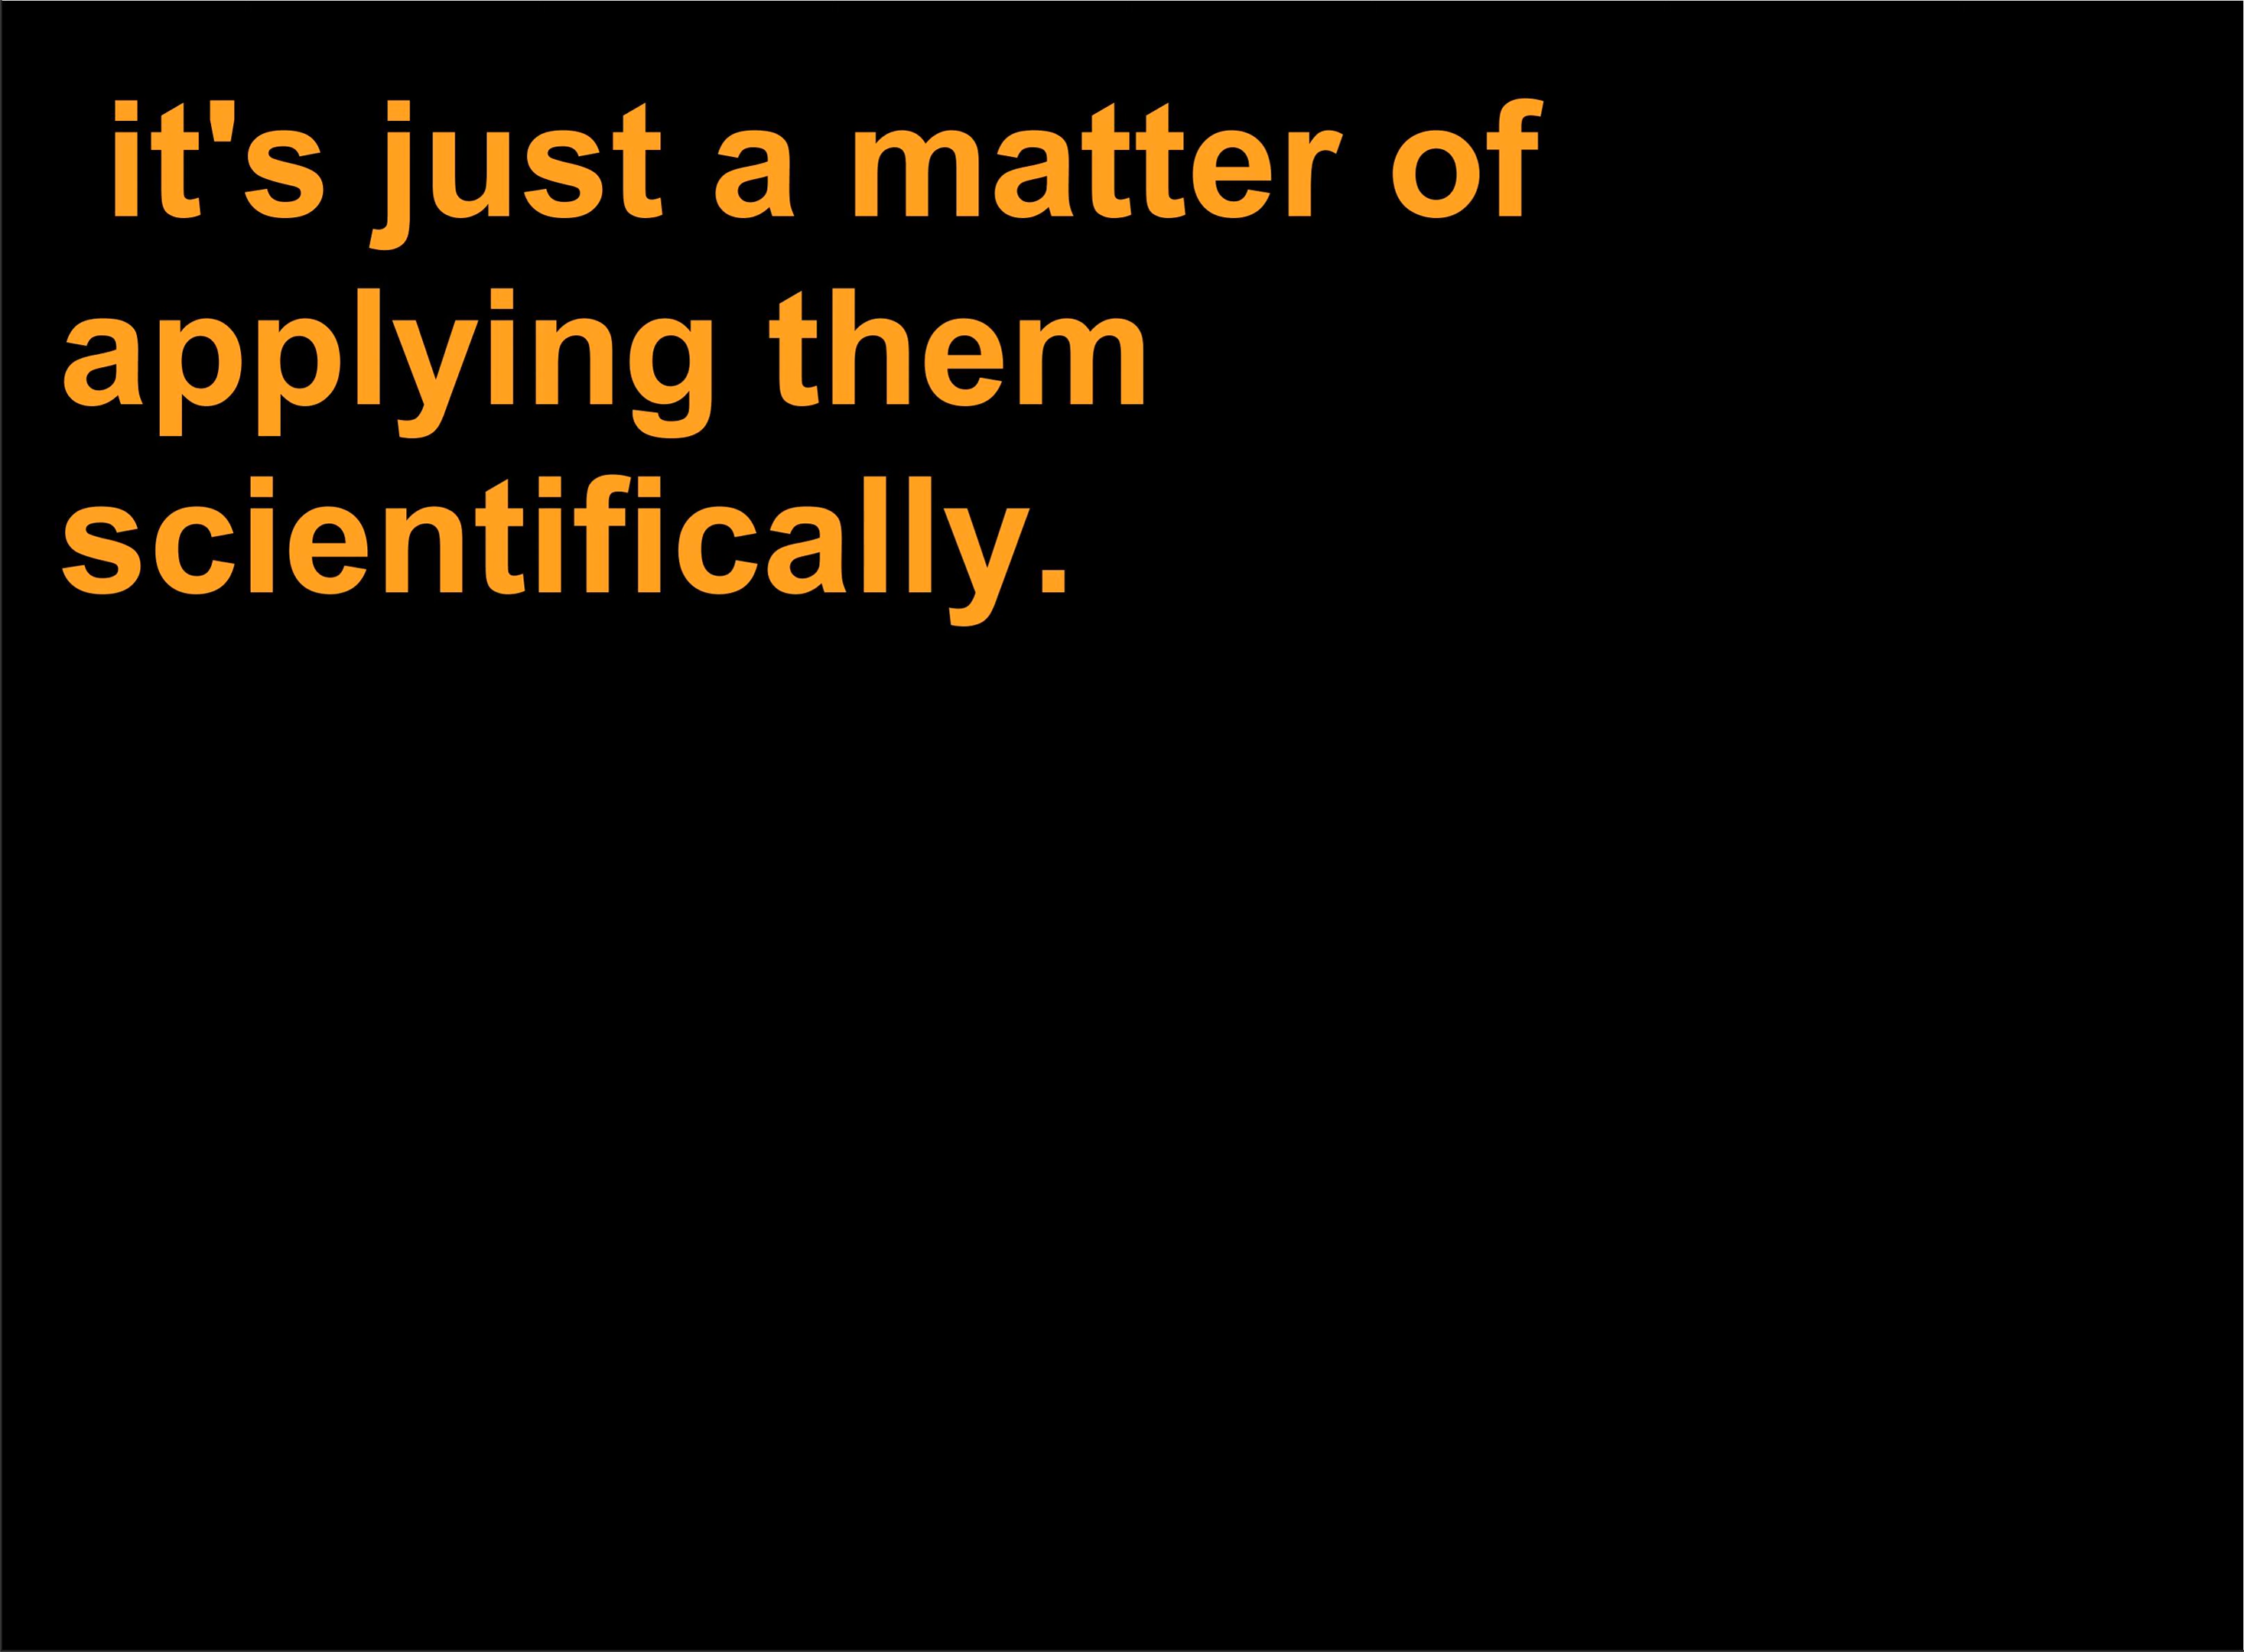 it's just a matter of
applying them
scientifically.